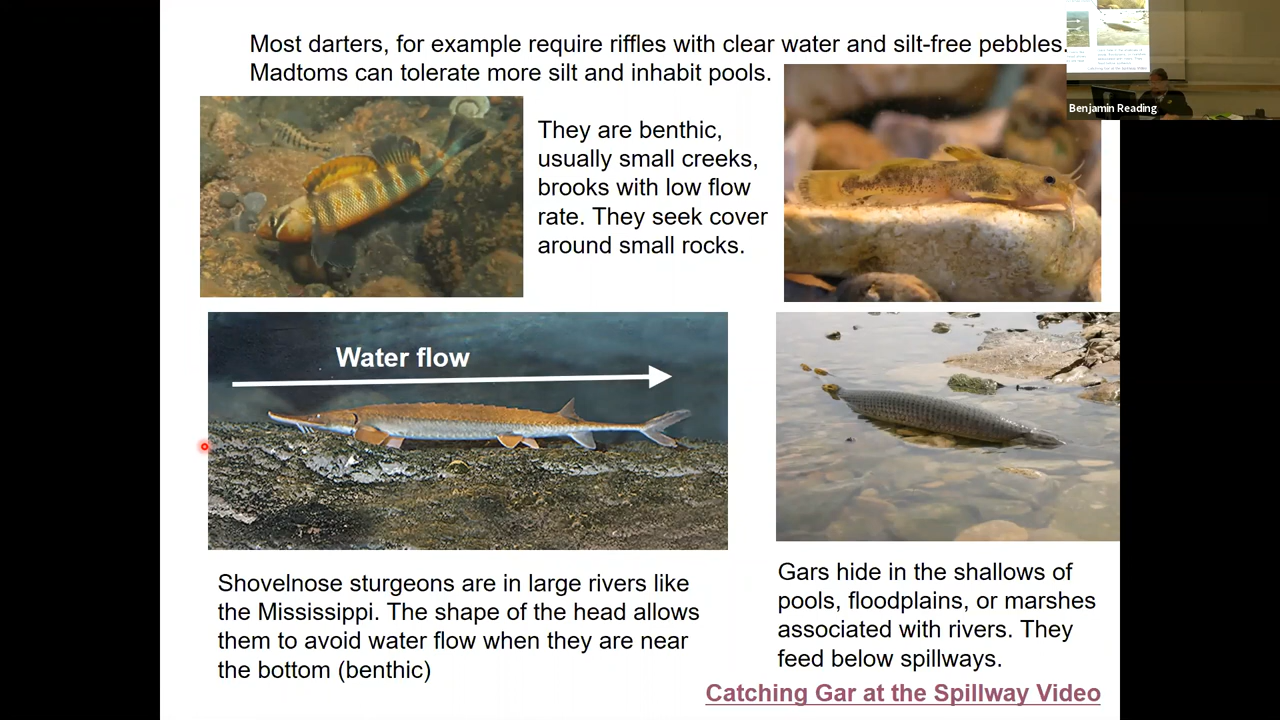 Most darters, for example require riffles with clear water and silt-free pebbles.
adtoms can tolerate more silt and inhabit pools.
Benjamin Reading
They are benthic,
usually small creeks,
brooks with low flow
rate. They seek cover
around small rocks.
Water flow
Shovelnose sturgeons are in large rivers like
the Mississippi. The shape of the head allows
them to avoid water flow when they are near
the bottom (benthic)
Gars hide in the shallows of
pools, floodplains, or marshes
associated with rivers. They
feed below spillways.
Catching Gar at the Spillway Video